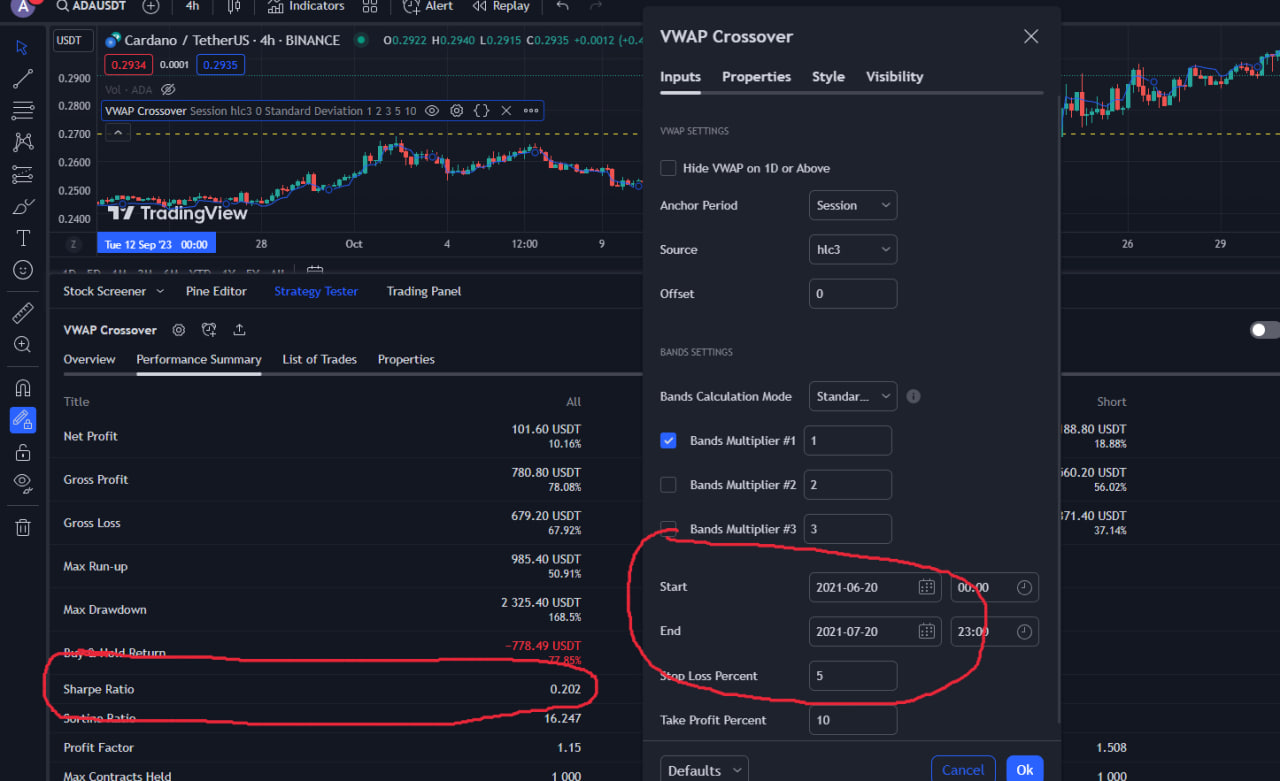 A ADAUSDT 4h Indicators Alert Replay
USDT
Cardano / TetherUS · 4h · BINANCE O0.2922 H0.2940 L0.2915 C0.2935 +0.0012
0.2934 0.0001 0.2935
Vol · ADA
VWAP Crossover Session hlc3 0 Standard Deviation 1 2 3 5 10
0.2900
0.2800
0.2700
0.2600
0.2500
0.2400
TradingView
Z Tue 12 Sep '23 00:00 28 Oct 4 12:00 9 26 29
Stock Screener Pine Editor Strategy Tester Trading Panel
VWAP Crossover
Overview Performance Summary List of Trades Properties
Title All Short
Net Profit 101.60 USDT 188.80 USDT
10.16% 18.88%
Gross Profit 780.80 USDT 560.20 USDT
78.08% 56.02%
Gross Loss 679.20 USDT 371.40 USDT
67.92% 37.14%
Max Run-up 985.40 USDT
50.91%
Max Drawdown 2 325.40 USDT
168.5%
Buy & Hold Return −778.49 USDT
77.85%
Sharpe Ratio 0.202
Sortino Ratio 16.247
Profit Factor 1.15 1.508
Max Contracts Held 1 000 1 000
VWAP Crossover
Inputs Properties Style Visibility
VWAP SETTINGS
Hide VWAP on 1D or Above
Anchor Period Session
Source hlc3
Offset 0
BANDS SETTINGS
Bands Calculation Mode Standar...
Bands Multiplier #1 1
Bands Multiplier #2 2
Bands Multiplier #3 3
Start 2021-06-20 00:00
End 2021-07-20 23:00
Stop Loss Percent 5
Take Profit Percent 10
Defaults Cancel Ok